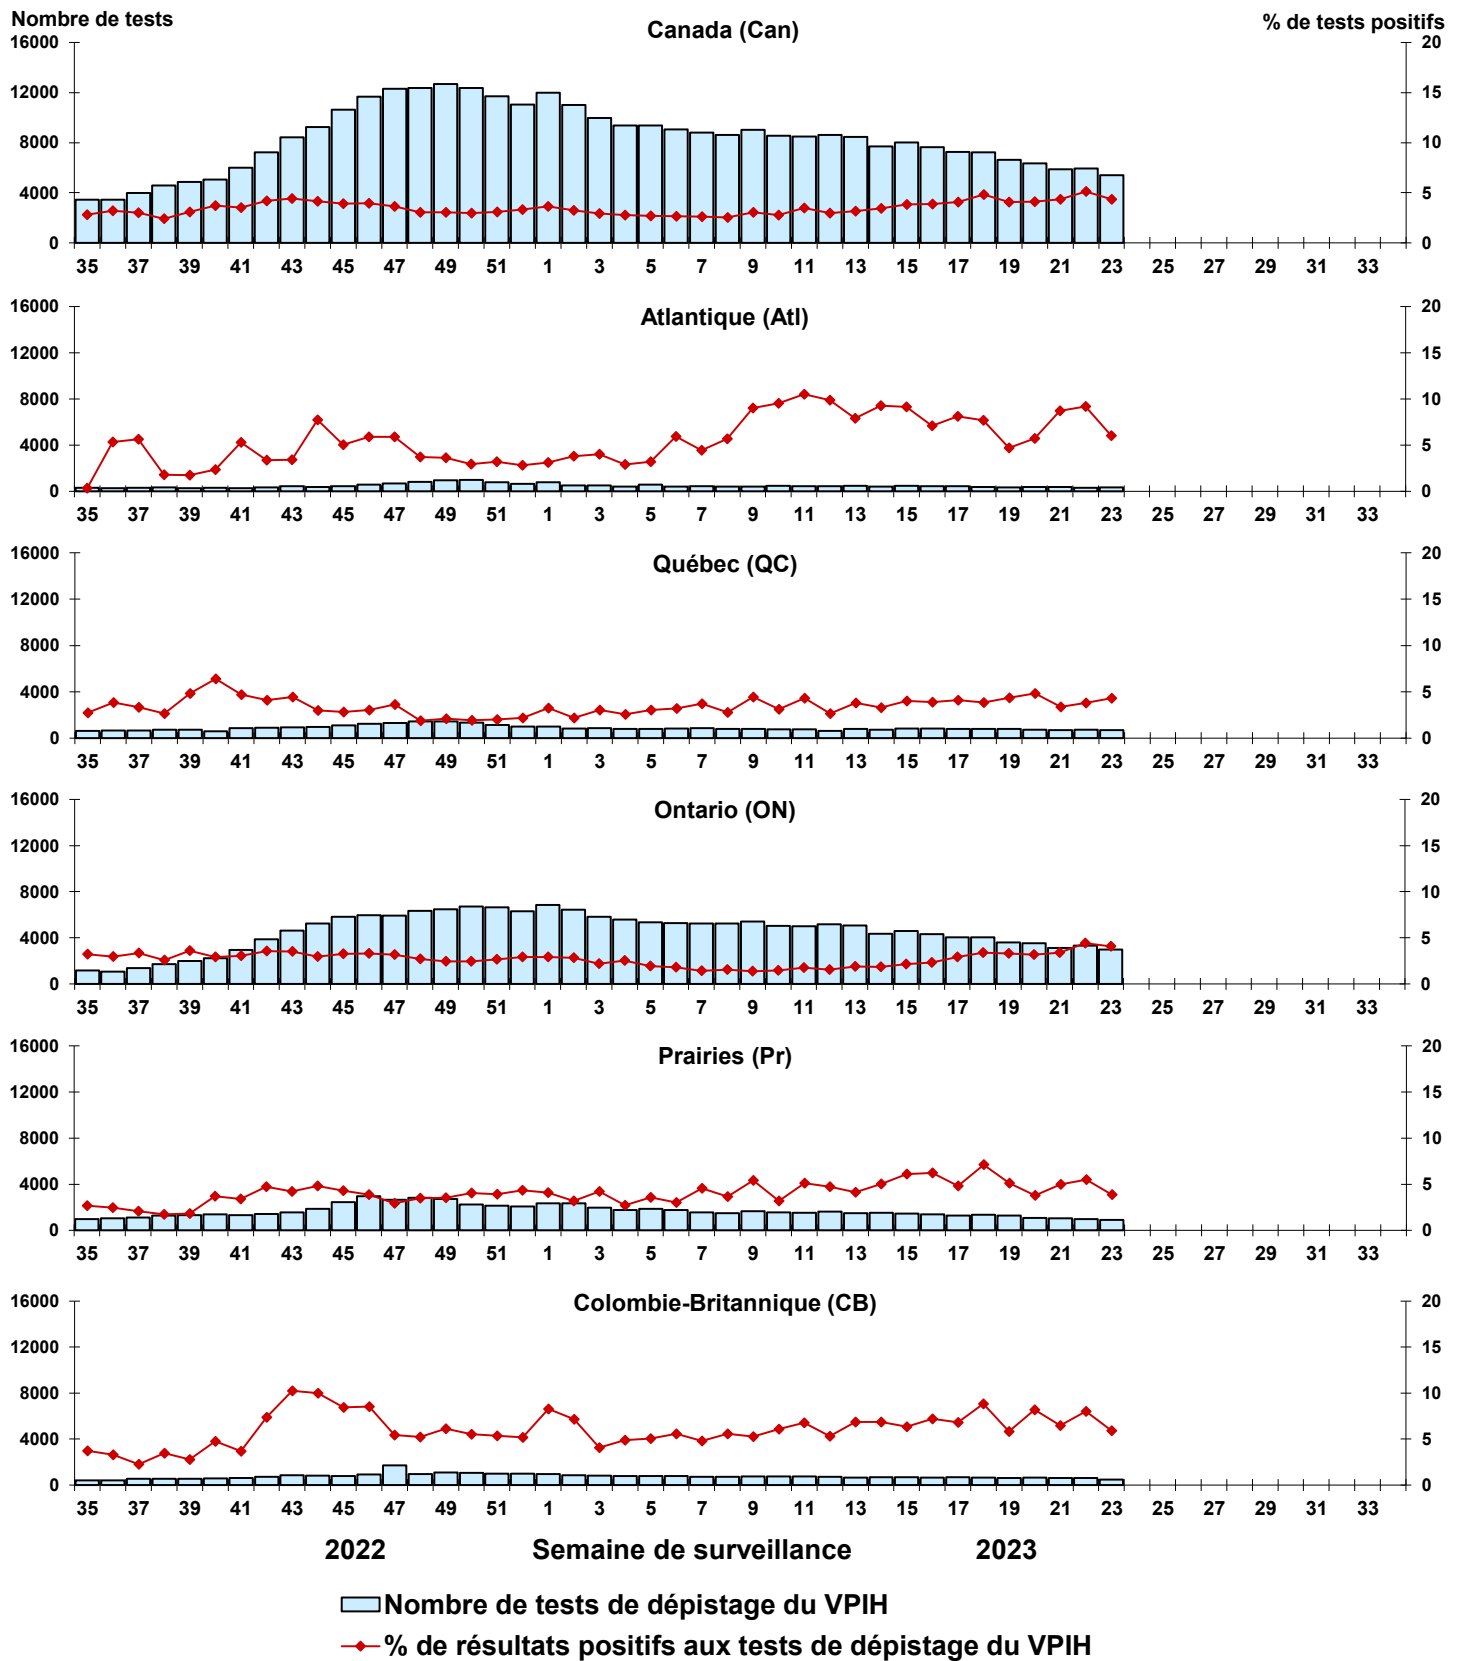 Nombre de tests
Canada (Can)
% de tests positifs
16000 20
12000 15
8000 10
4000 5
0 0
35 37 39 41 43 45 47 49 51 1 3 5 7 9 11 13 15 17 19 21 23 25 27 29 31 33
Atlantique (Atl)
16000 20
12000 15
8000 10
4000 5
0 0
35 37 39 41 43 45 47 49 51 1 3 5 7 9 11 13 15 17 19 21 23 25 27 29 31 33
Québec (QC)
16000 20
12000 15
8000 10
4000 5
0 0
35 37 39 41 43 45 47 49 51 1 3 5 7 9 11 13 15 17 19 21 23 25 27 29 31 33
Ontario (ON)
16000 20
12000 15
8000 10
4000 5
0 0
35 37 39 41 43 45 47 49 51 1 3 5 7 9 11 13 15 17 19 21 23 25 27 29 31 33
Prairies (Pr)
16000 20
12000 15
8000 10
4000 5
0 0
35 37 39 41 43 45 47 49 51 1 3 5 7 9 11 13 15 17 19 21 23 25 27 29 31 33
Colombie-Britannique (CB)
16000 20
12000 15
8000 10
4000 5
0 0
35 37 39 41 43 45 47 49 51 1 3 5 7 9 11 13 15 17 19 21 23 25 27 29 31 33
2022 Semaine de surveillance 2023
Nombre de tests de dépistage du VPIH
% de résultats positifs aux tests de dépistage du VPIH